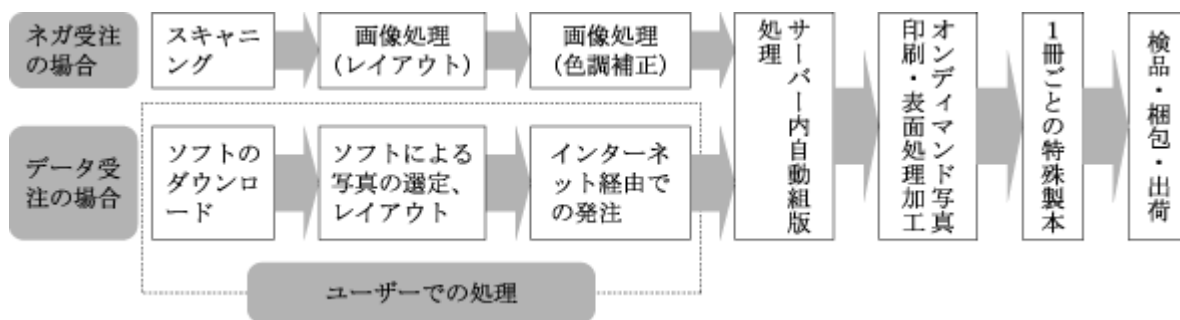 ネガ受注
の場合
スキャニ
ング
画像処理
(レイアウト)
画像処理
(色調補正)
データ受
注の場合
ソフトの
ダウンロ
ード
ソフトによる
写真の選定、
レイアウト
インターネ
ット経由で
の発注
ユーザーでの処理
サーバー内自動組版
処理
オンディマンド写真
印刷・表面処理加工
1冊ごとの特殊製本
検品・梱包・出荷